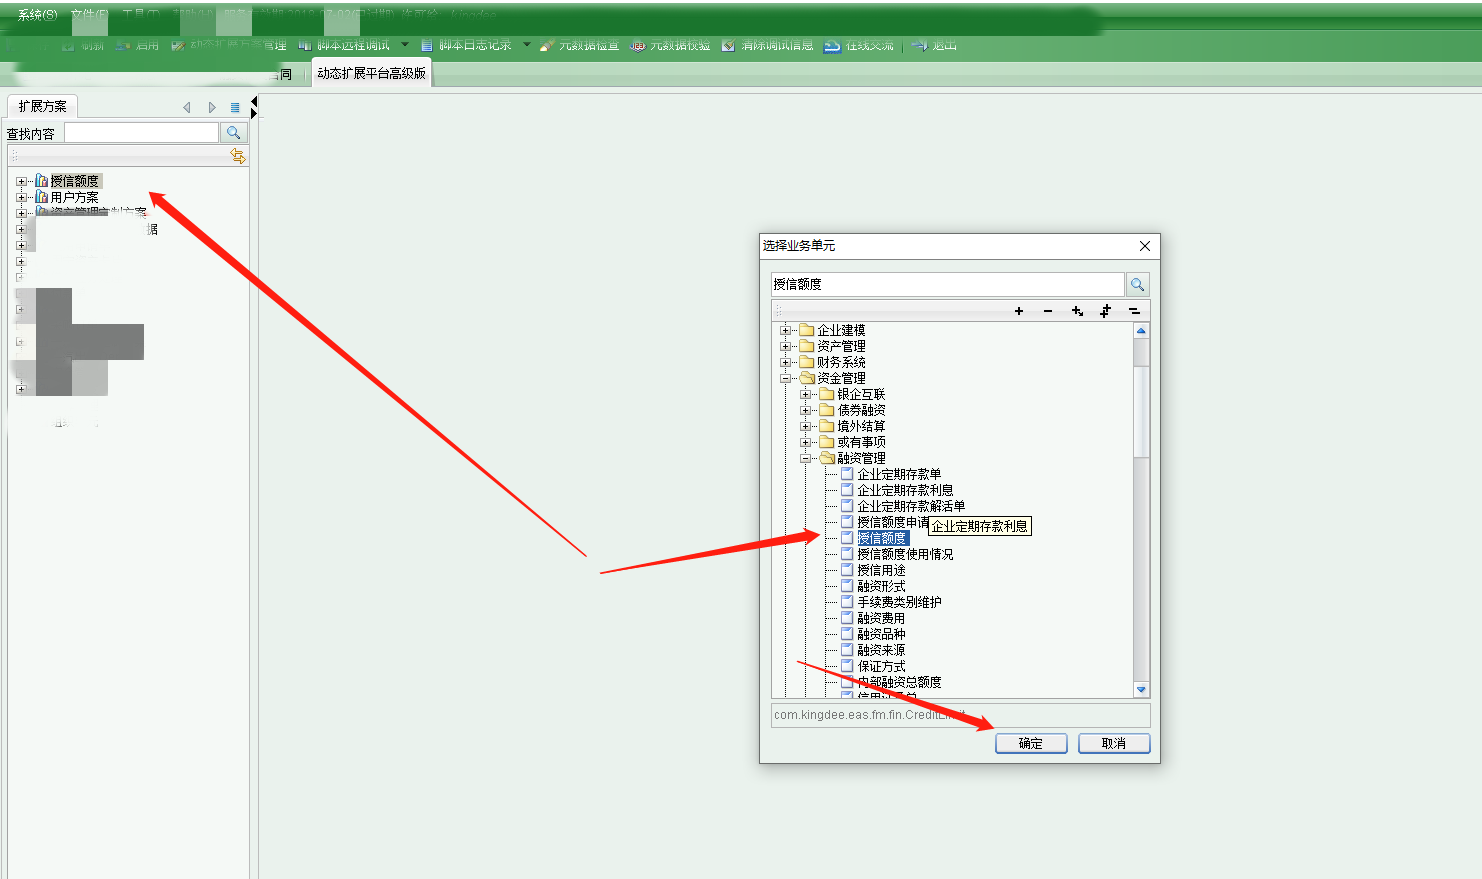 系统(S) 文件(F) 工具(T)
刷新 启用 动态扩展方案管理 脚本远程调试 脚本日志记录 元数据检查 元数据校验 清除调试信息 在线交流 退出
动态扩展平台高级版
扩展方案
查找内容
授信额度
用户方案
资产管理定制方案
据
选择业务单元
授信额度
企业建模
资产管理
财务系统
资金管理
银企互联
债券融资
境外结算
或有事项
融资管理
企业定期存款单
企业定期存款利息
企业定期存款解活单
授信额度申请
企业定期存款利息
授信额度
授信额度使用情况
授信用途
融资形式
手续费类别维护
融资费用
融资品种
融资来源
保证方式
内部融资总额度
com.kingdee.eas.fm.fin.CreditLimit
确定 取消